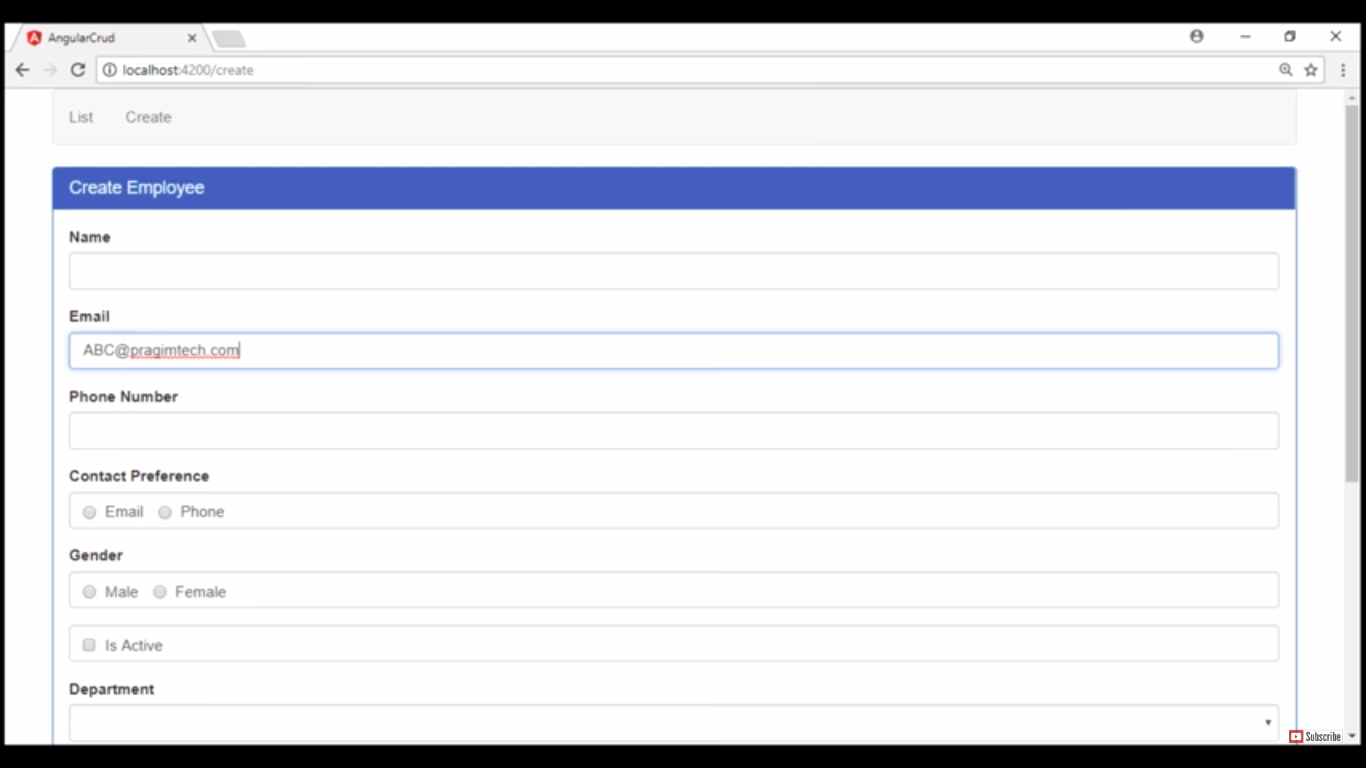 AngularCrud
localhost:4200/create
List Create
Create Employee
Name
Email
ABC@pragimtech.com
Phone Number
Contact Preference
Email Phone
Gender
Male Female
Is Active
Department
Subscribe